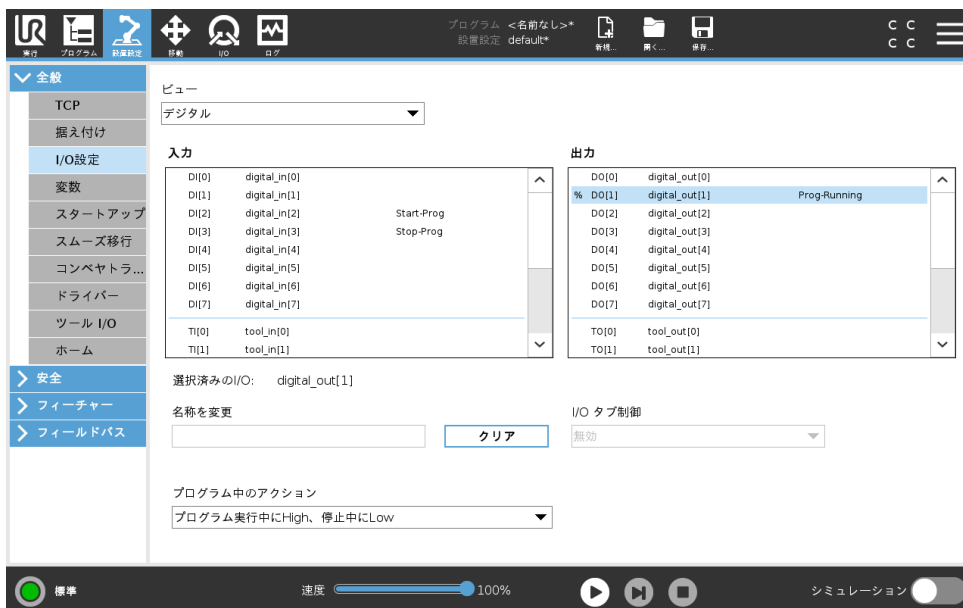 プログラム <名前なし>*
設置設定 default*
実行 プログラム 設置設定 移動 I/O ログ 新規... 開く... 保存...
C C
C C
全般
TCP
据え付け
I/O設定
変数
スタートアップ
スムーズ移行
コンベヤトラ...
ドライバー
ツール I/O
ホーム
安全
フィーチャー
フィールドバス
ビュー
デジタル
入力
DI[0] digital_in[0]
DI[1] digital_in[1]
DI[2] digital_in[2] Start-Prog
DI[3] digital_in[3] Stop-Prog
DI[4] digital_in[4]
DI[5] digital_in[5]
DI[6] digital_in[6]
DI[7] digital_in[7]
TI[0] tool_in[0]
TI[1] tool_in[1]
出力
DO[0] digital_out[0]
% DO[1] digital_out[1] Prog-Running
DO[2] digital_out[2]
DO[3] digital_out[3]
DO[4] digital_out[4]
DO[5] digital_out[5]
DO[6] digital_out[6]
DO[7] digital_out[7]
TO[0] tool_out[0]
TO[1] tool_out[1]
選択済みのI/O: digital_out[1]
名称を変更
クリア
I/O タブ制御
無効
プログラム中のアクション
プログラム実行中にHigh、停止中にLow
標準 速度 100% シミュレーション